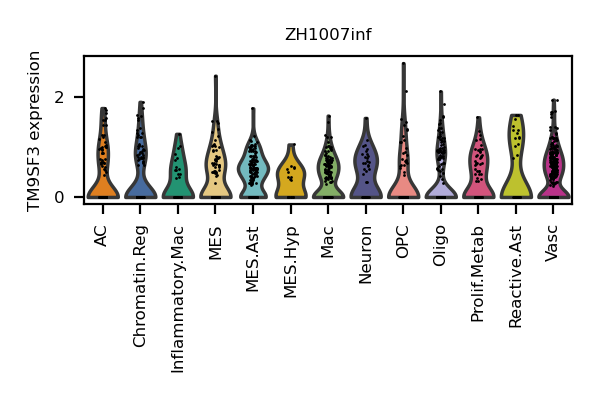 ZH1007inf
TM9SF3 expression
2
0
AC
Chromatin.Reg
Inflammatory.Mac
MES
MES.Ast
MES.Hyp
Mac
Neuron
OPC
Oligo
Prolif.Metab
Reactive.Ast
Vasc